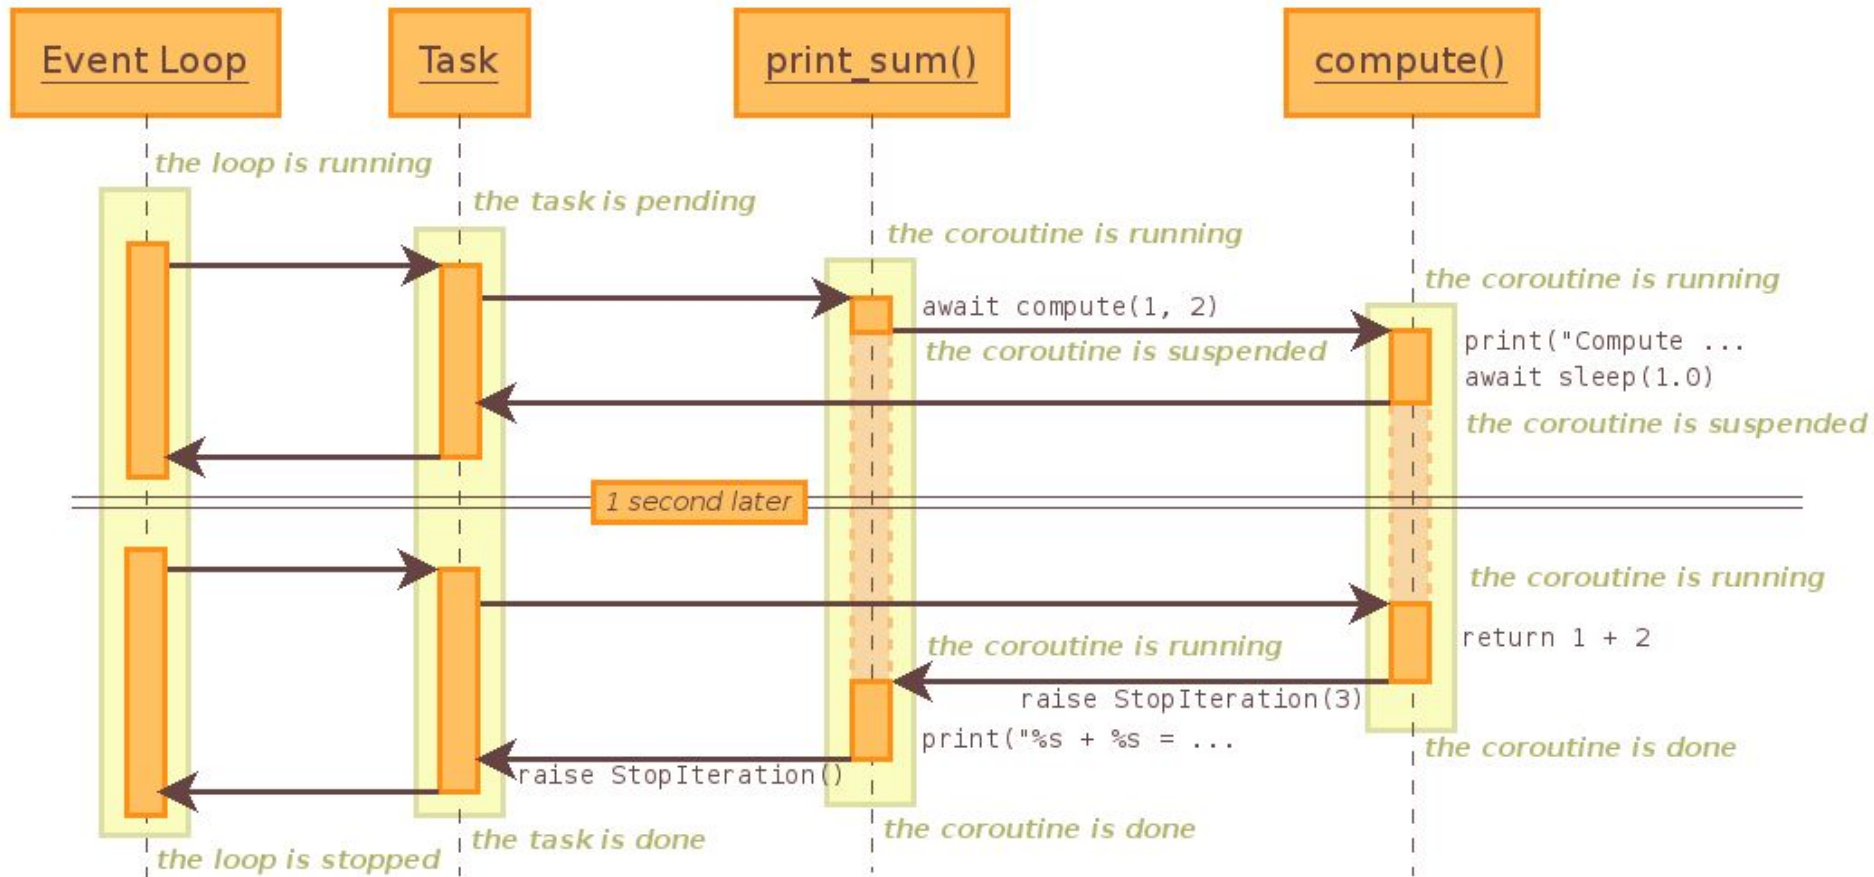 Event Loop
Task
print_sum()
compute()
the loop is running
the task is pending
the coroutine is running
the coroutine is running
await compute(1, 2)
print("Compute ...
the coroutine is suspended
await sleep(1.0)
the coroutine is suspended
1 second later
the coroutine is running
return 1 + 2
the coroutine is running
raise StopIteration(3)
print("%s + %s = ...
the coroutine is done
raise StopIteration()
the coroutine is done
the task is done
the loop is stopped